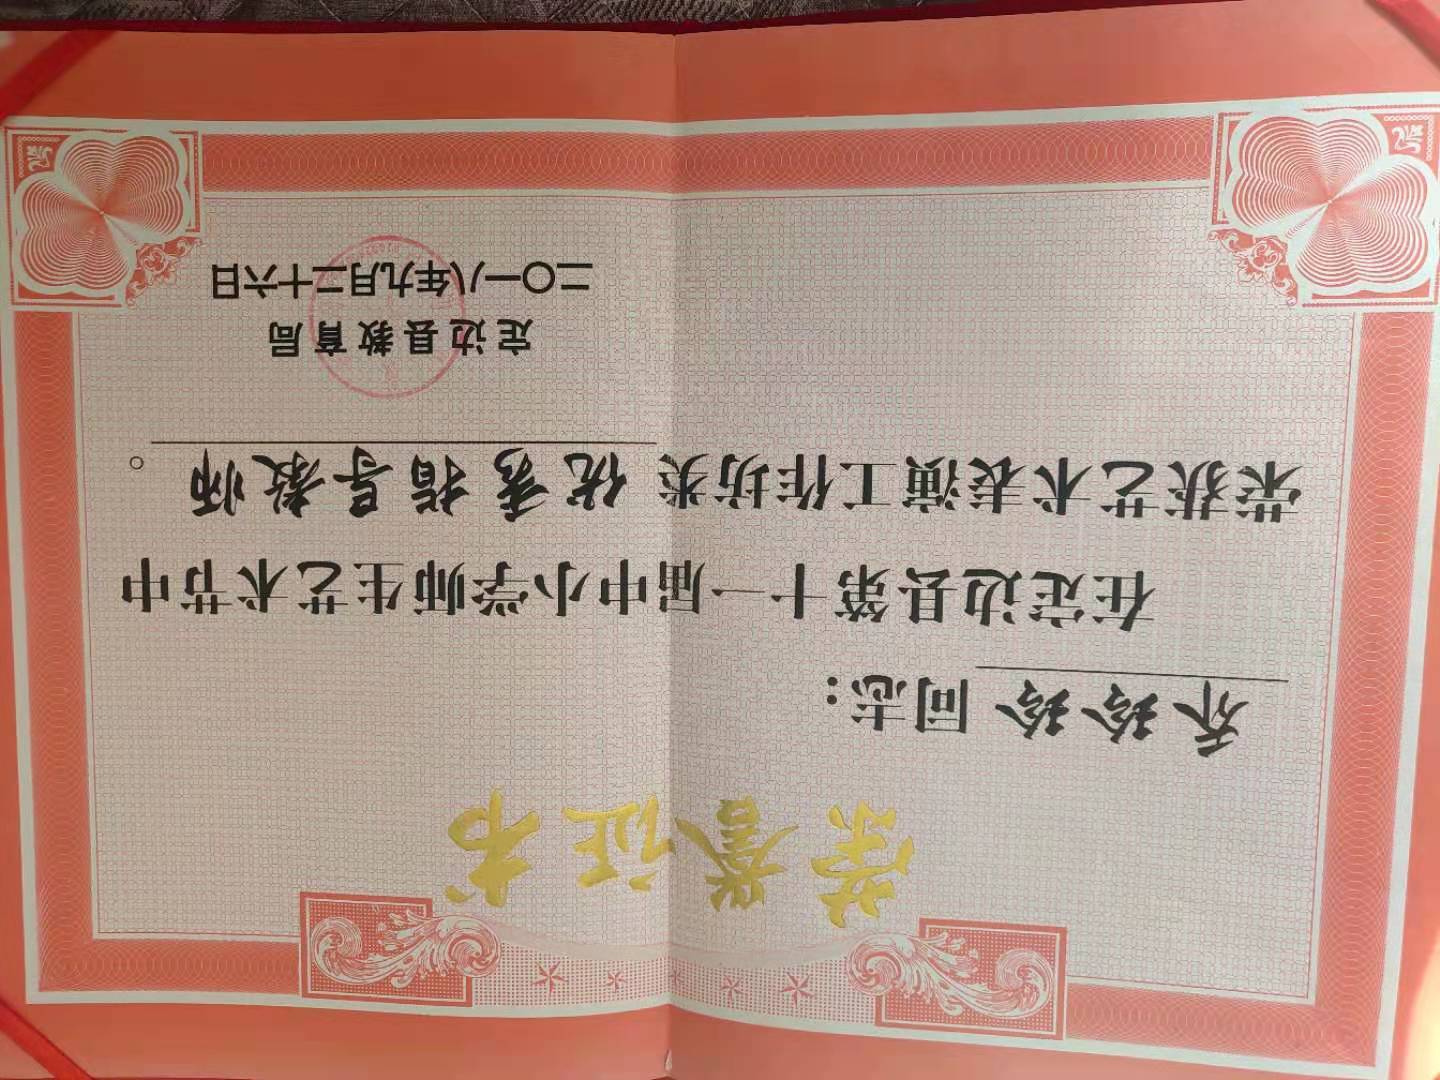 荣誉证书
乔玲玲 同志:
在定边县第十一届中小学师生艺术节中
荣获艺术表演工作坊类 优秀指导教师。
定边县教育局
二〇一八年九月二十六日